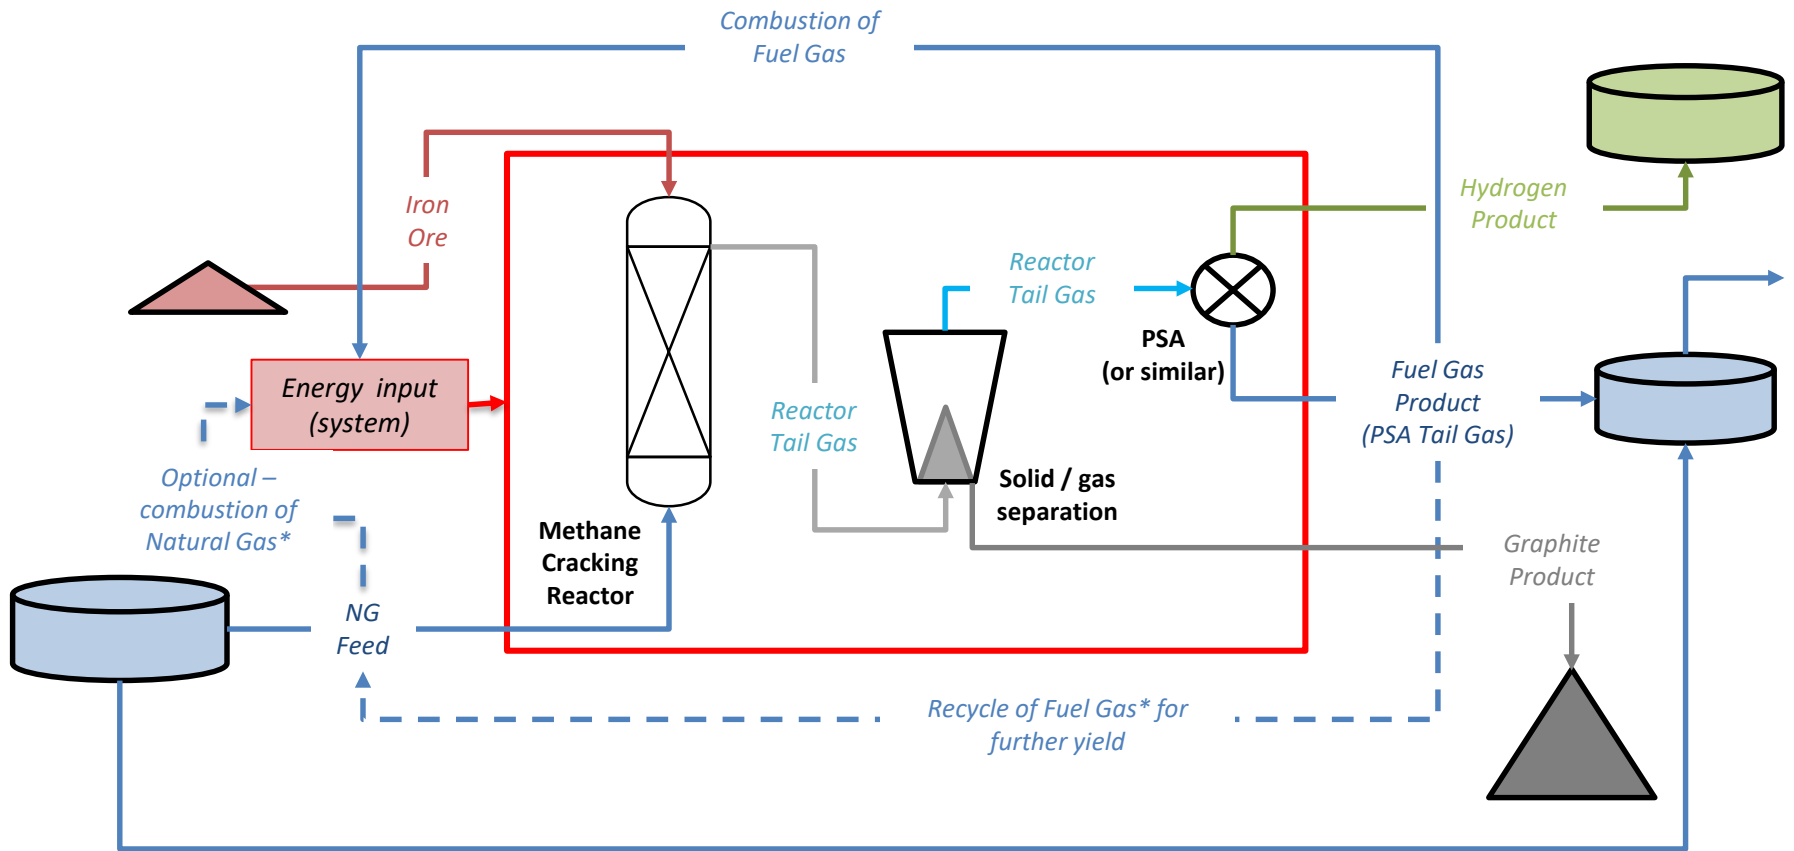 Combustion of
Fuel Gas
Iron
Ore
Hydrogen
Product
Reactor
Tail Gas
PSA
(or similar)
Energy input
(system)
Fuel Gas
Product
(PSA Tail Gas)
Reactor
Tail Gas
Optional –
combustion of
Natural Gas*
Solid / gas
separation
Methane
Cracking
Reactor
Graphite
Product
NG
Feed
Recycle of Fuel Gas* for
further yield